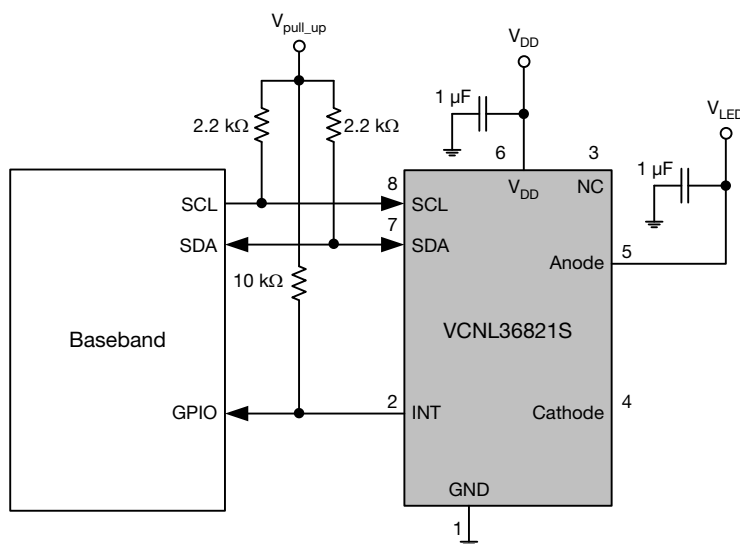 V_pull_up
V_DD
1 µF
V_LED
2.2 kΩ
2.2 kΩ
6
3
1 µF
8
V_DD
NC
SCL
SCL
7
SDA
SDA
5
Anode
10 kΩ
VCNL36821S
Baseband
2
4
GPIO
INT
Cathode
GND
1